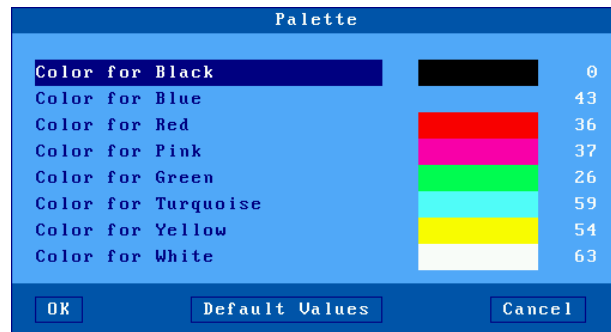 Palette
Color for Black 0
Color for Blue 43
Color for Red 36
Color for Pink 37
Color for Green 26
Color for Turquoise 59
Color for Yellow 54
Color for White 63
OK Default Values Cancel